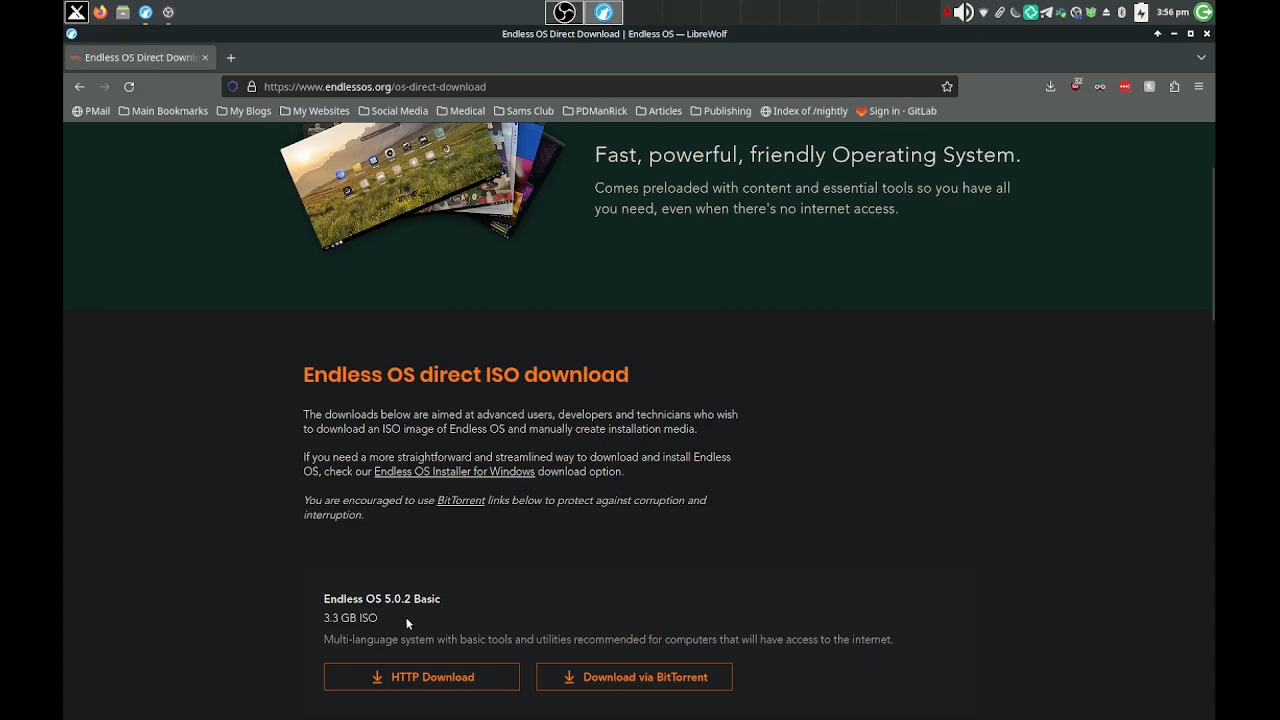 3:56 pm
Endless OS Direct Download | Endless OS — LibreWolf
Endless OS Direct Downl
https://www.endlessos.org/os-direct-download
32
PMail
Main Bookmarks
My Blogs
My Websites
Social Media
Medical
Sams Club
PDManRick
Articles
Publishing
Index of /nightly
Sign in · GitLab
Fast, powerful, friendly Operating System.
Comes preloaded with content and essential tools so you have all
you need, even when there's no internet access.
Endless OS direct ISO download
The downloads below are aimed at advanced users, developers and technicians who wish
to download an ISO image of Endless OS and manually create installation media.
If you need a more straightforward and streamlined way to download and install Endless
OS, check our Endless OS Installer for Windows download option.
You are encouraged to use BitTorrent links below to protect against corruption and
interruption.
Endless OS 5.0.2 Basic
3.3 GB ISO
Multi-language system with basic tools and utilities recommended for computers that will have access to the internet.
HTTP Download
Download via BitTorrent